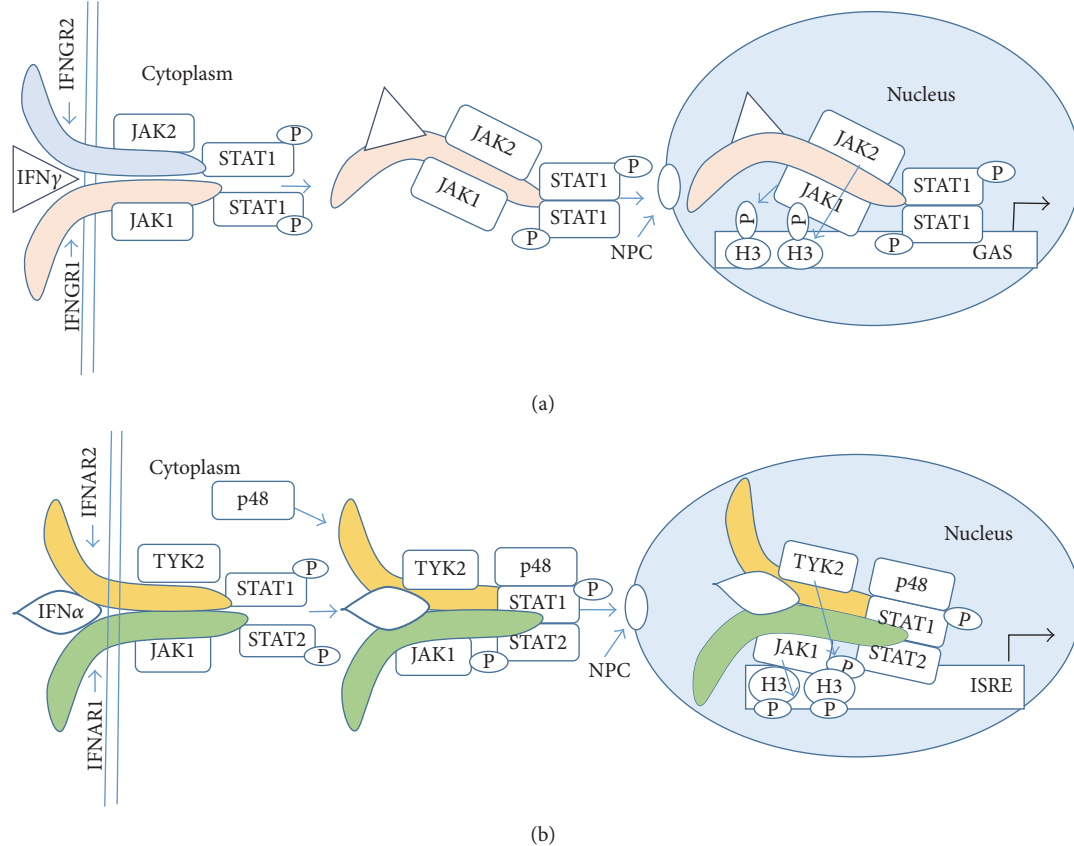 IFNGR2
Cytoplasm
Nucleus
JAK2
P
STAT1
IFNγ
STAT1
P
JAK1
IFNGR1
JAK2
JAK1
STAT1
P
STAT1
P
NPC
JAK2
JAK1
STAT1
P
STAT1
P
P
P
H3
H3
GAS
(a)
IFNAR2
Cytoplasm
p48
Nucleus
TYK2
P
STAT1
IFNα
STAT2
P
JAK1
IFNAR1
TYK2
p48
P
STAT1
STAT2
JAK1
P
NPC
TYK2
p48
P
STAT1
STAT2
JAK1
P
H3
H3
P
P
ISRE
(b)